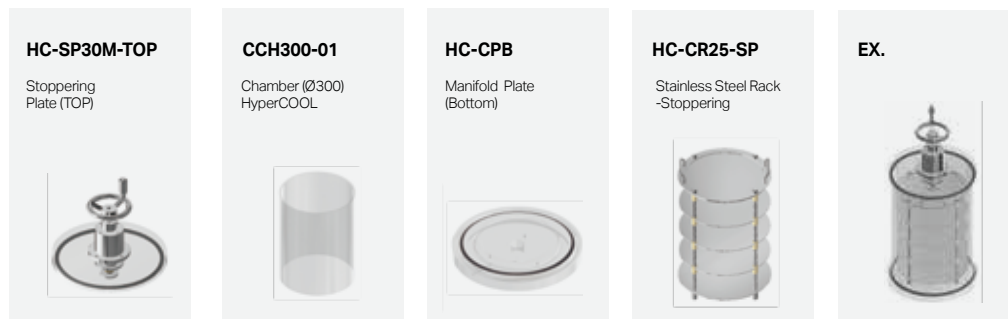 HC-SP30M-TOP
Stoppering
Plate (TOP)
CCH300-01
Chamber (Ø300)
HyperCOOL
HC-CPB
Manifold Plate
(Bottom)
HC-CR25-SP
Stainless Steel Rack
-Stoppering
EX.